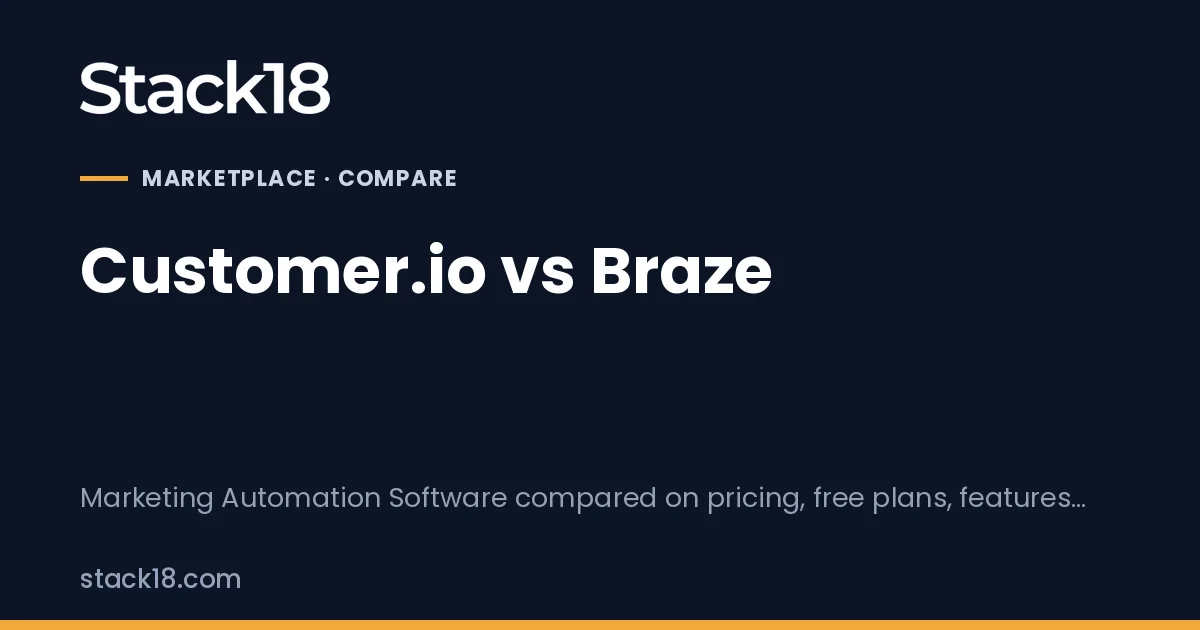 Stack18
MARKETPLACE · COMPARE
Customer.io vs Braze
Marketing Automation Software compared on pricing, free plans, features…
stack18.com